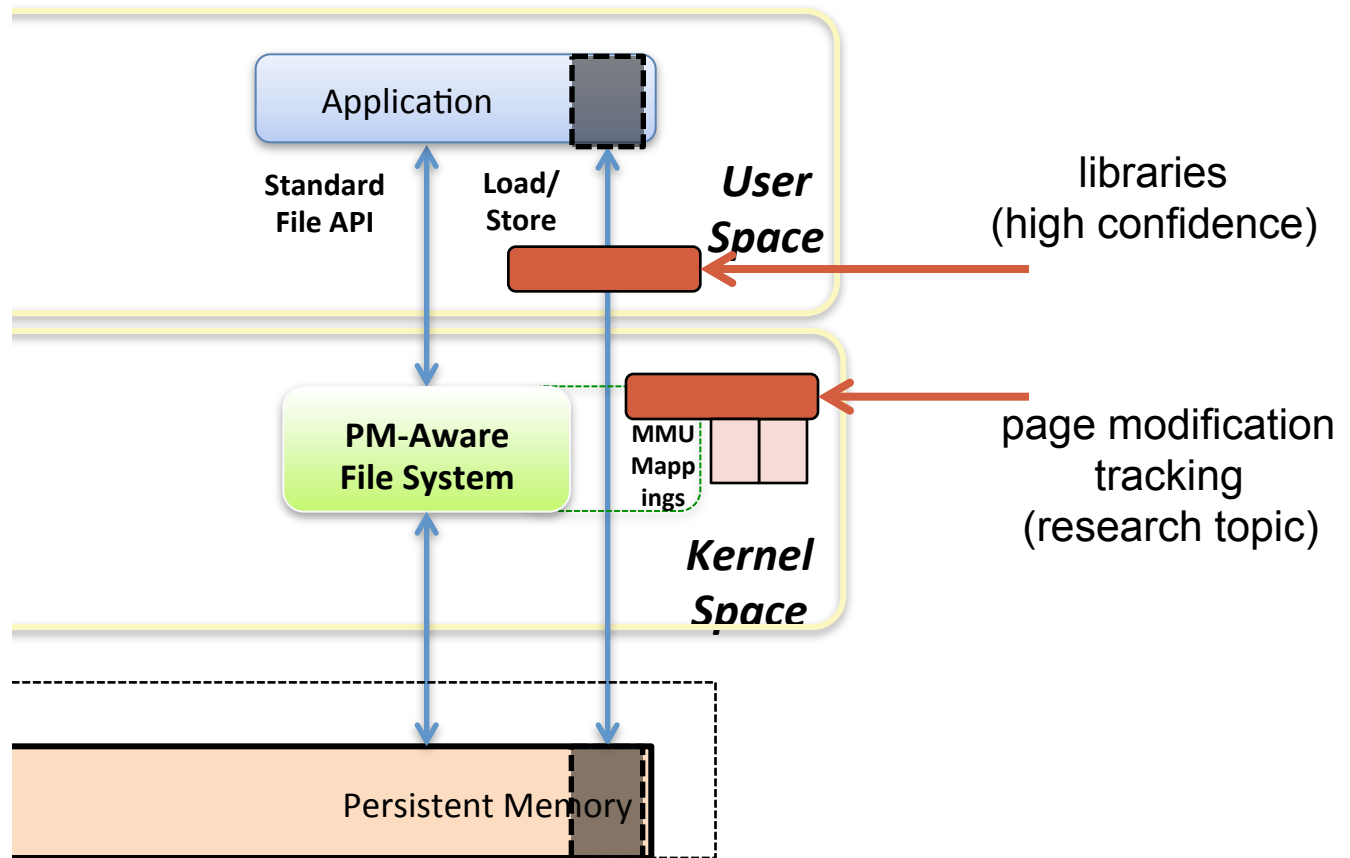 Application
Standard
File API
Load/
Store
User
Space
libraries
(high confidence)
PM-Aware
File System
MMU
Mapp
ings
page modification
tracking
(research topic)
Kernel
Space
Persistent Memory